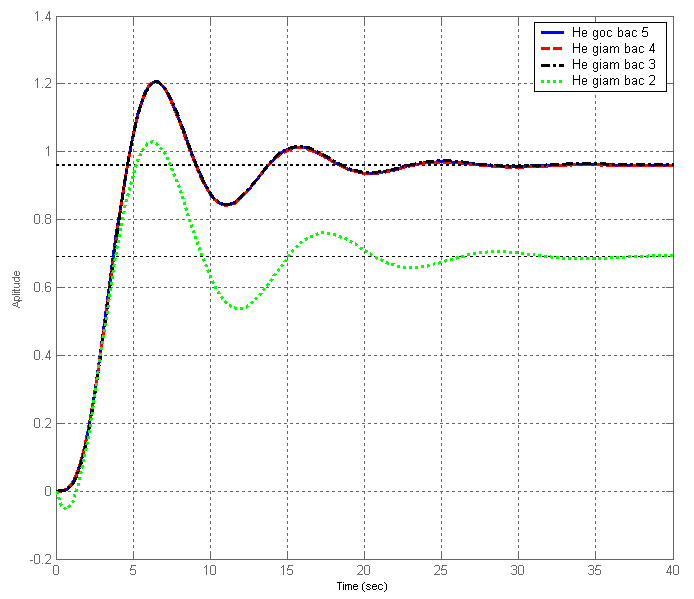 1.4
He goc bac 5
He giam bac 4
He giam bac 3
He giam bac 2
1.2
1
0.8
0.6
0.4
0.2
0
-0.2
Aplitude
0 5 10 15 20 25 30 35 40
Time (sec)